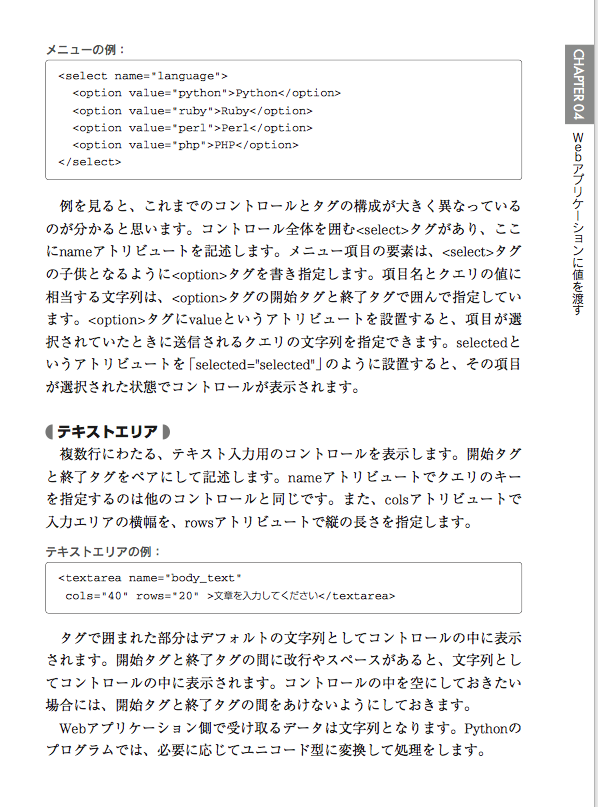 メニューの例：
<select name="language">
  <option value="python">Python</option>
  <option value="ruby">Ruby</option>
  <option value="perl">Perl</option>
  <option value="php">PHP</option>
</select>
例を見ると、これまでのコントロールとタグの構成が大きく異なっている
のが分かると思います。コントロール全体を囲む<select>タグがあり、ここ
にnameアトリビュートを記述します。メニュー項目の要素は、<select>タグ
の子供となるように<option>タグを書き指定します。項目名とクエリの値に
相当する文字列は、<option>タグの開始タグと終了タグで囲んで指定してい
ます。<option>タグにvalueというアトリビュートを設置すると、項目が選
択されていたときに送信されるクエリの文字列を指定できます。selectedと
いうアトリビュートを「selected="selected"」のように設置すると、その項目
が選択された状態でコントロールが表示されます。
テキストエリア
複数行にわたる、テキスト入力用のコントロールを表示します。開始タグ
と終了タグをペアにして記述します。nameアトリビュートでクエリのキー
を指定するのは他のコントロールと同じです。また、colsアトリビュートで
入力エリアの横幅を、rowsアトリビュートで縦の長さを指定します。
テキストエリアの例：
<textarea name="body_text"
 cols="40" rows="20" >文章を入力してください</textarea>
タグで囲まれた部分はデフォルトの文字列としてコントロールの中に表示
されます。開始タグと終了タグの間に改行やスペースがあると、文字列とし
てコントロールの中に表示されます。コントロールの中を空にしておきたい
場合には、開始タグと終了タグの間をあけないようにしておきます。
Webアプリケーション側で受け取るデータは文字列となります。Pythonの
プログラムでは、必要に応じてユニコード型に変換して処理をします。
CHAPTER 04
Webアプリケーションに値を渡す